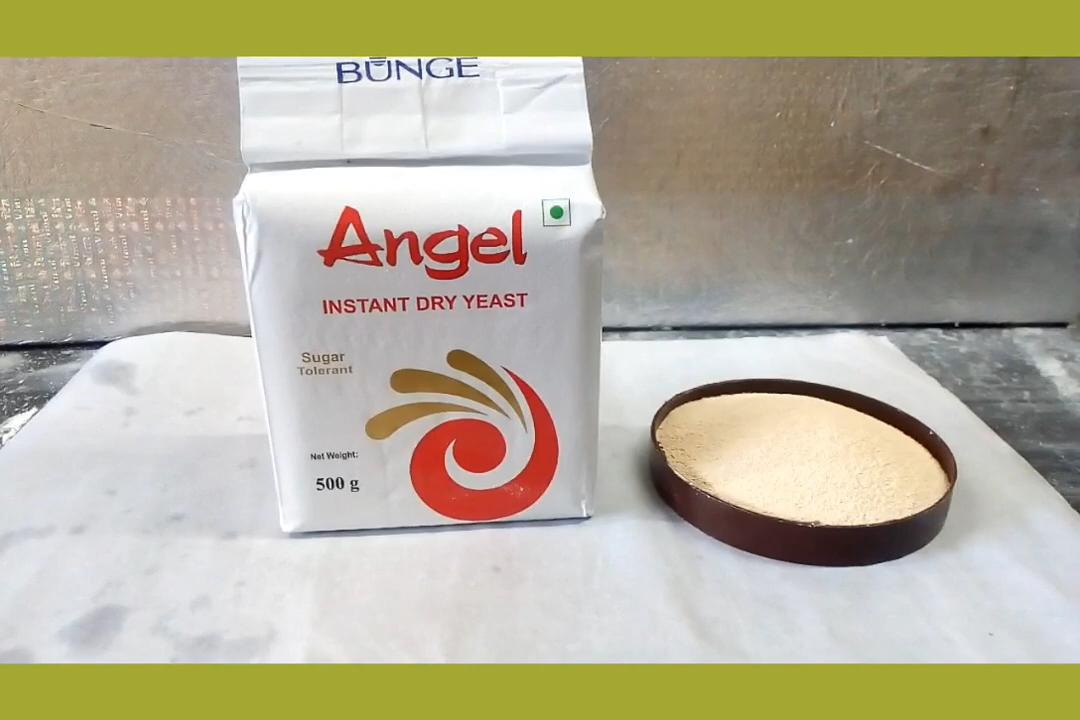 BUNGE
Angel
INSTANT DRY YEAST
Sugar
Tolerant
Net Weight:
500 g